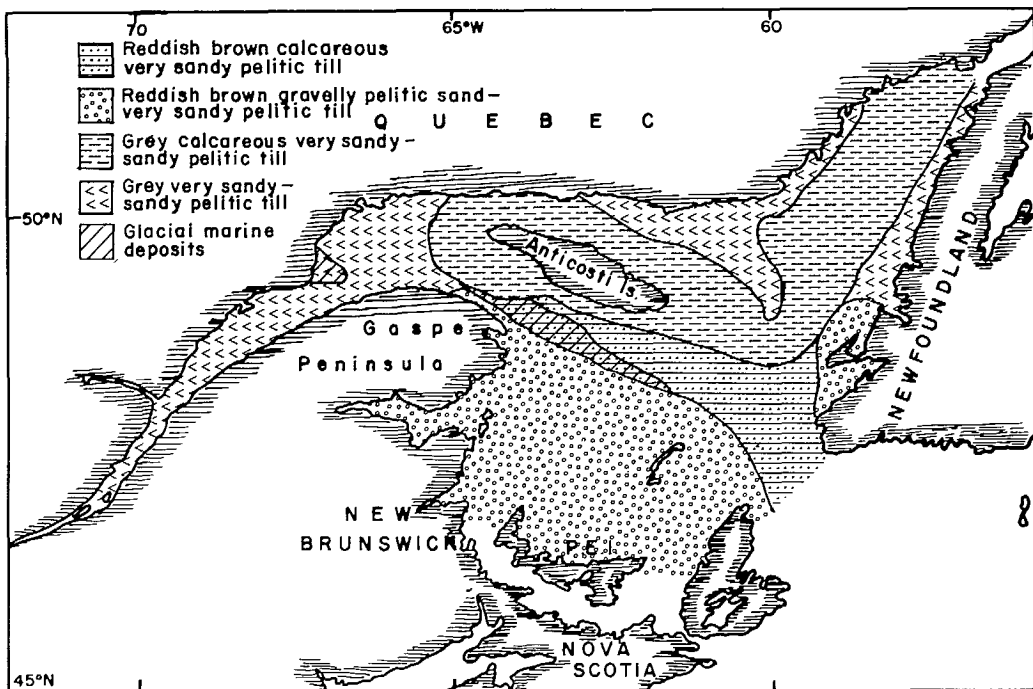 70
65°W
60
Reddish brown calcareous
very sandy pelitic till
Reddish brown gravelly pelitic sand–
very sandy pelitic till
Grey calcareous very sandy–
sandy pelitic till
Grey very sandy–
sandy pelitic till
Glacial marine
deposits
QUEBEC
50°N
Anticosti Is.
Gaspe
Peninsula
NEWFOUNDLAND
NEW
BRUNSWICK
P.E.I.
NOVA
SCOTIA
45°N